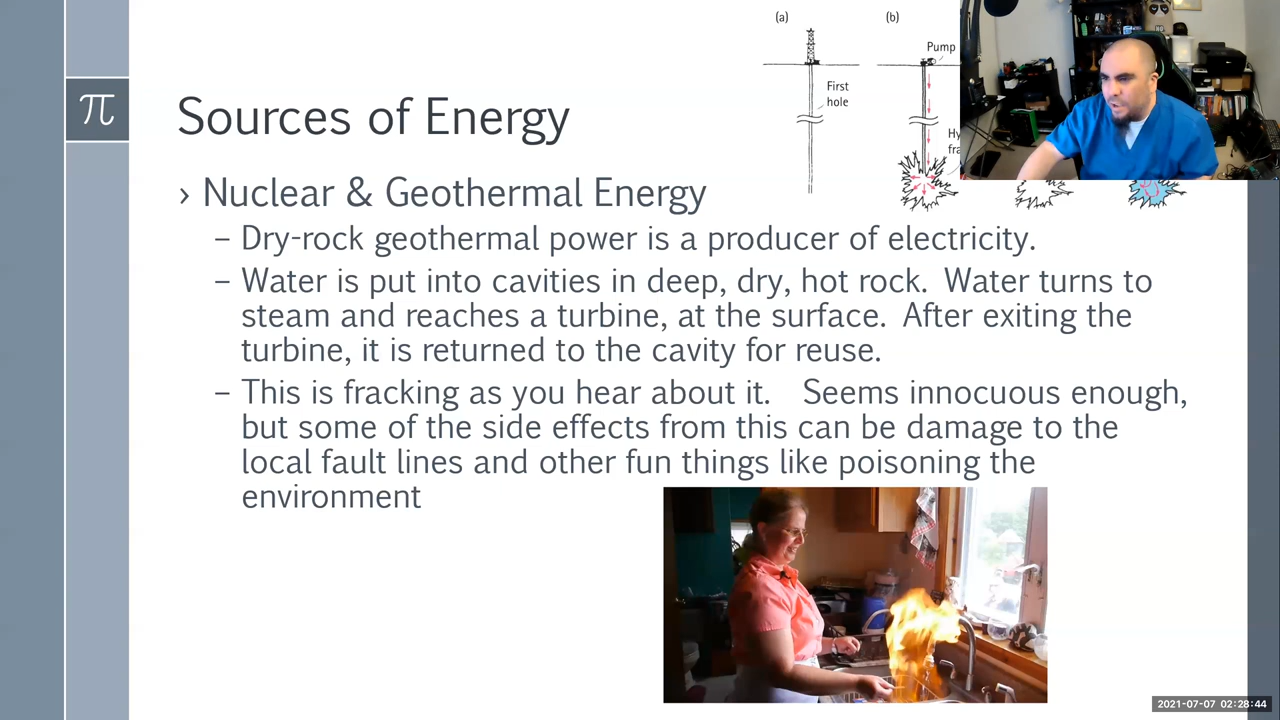 (a)
(b)
Pump
First
hole
π
Sources of Energy
› Nuclear & Geothermal Energy
– Dry-rock geothermal power is a producer of electricity.
– Water is put into cavities in deep, dry, hot rock. Water turns to
steam and reaches a turbine, at the surface. After exiting the
turbine, it is returned to the cavity for reuse.
– This is fracking as you hear about it. Seems innocuous enough,
but some of the side effects from this can be damage to the
local fault lines and other fun things like poisoning the
environment
2021-07-07 02:28:44